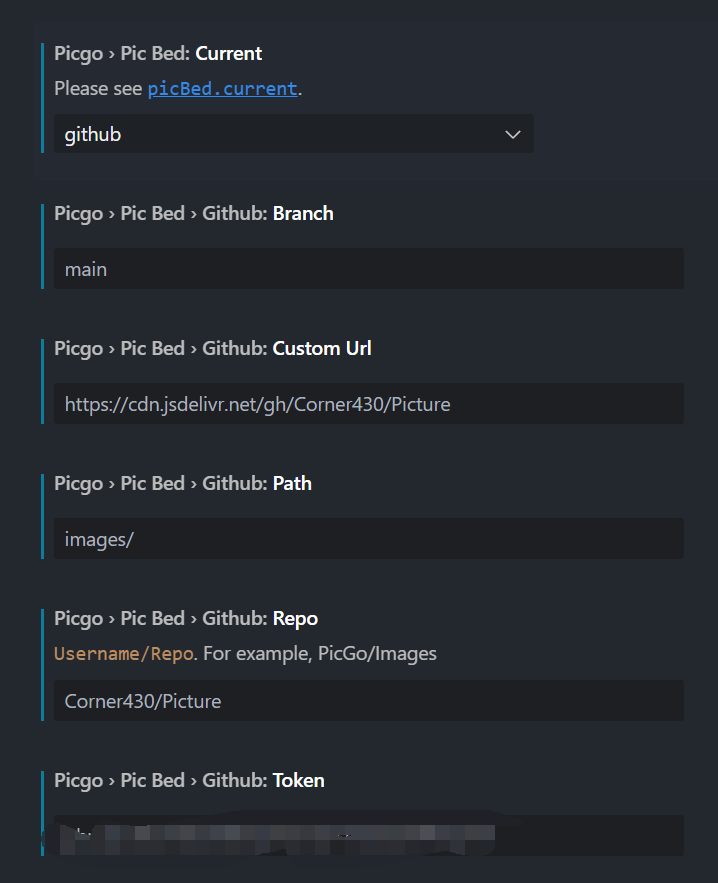 Picgo › Pic Bed: Current
Please see picBed.current.
github
Picgo › Pic Bed › Github: Branch
main
Picgo › Pic Bed › Github: Custom Url
https://cdn.jsdelivr.net/gh/Corner430/Picture
Picgo › Pic Bed › Github: Path
images/
Picgo › Pic Bed › Github: Repo
Username/Repo. For example, PicGo/Images
Corner430/Picture
Picgo › Pic Bed › Github: Token